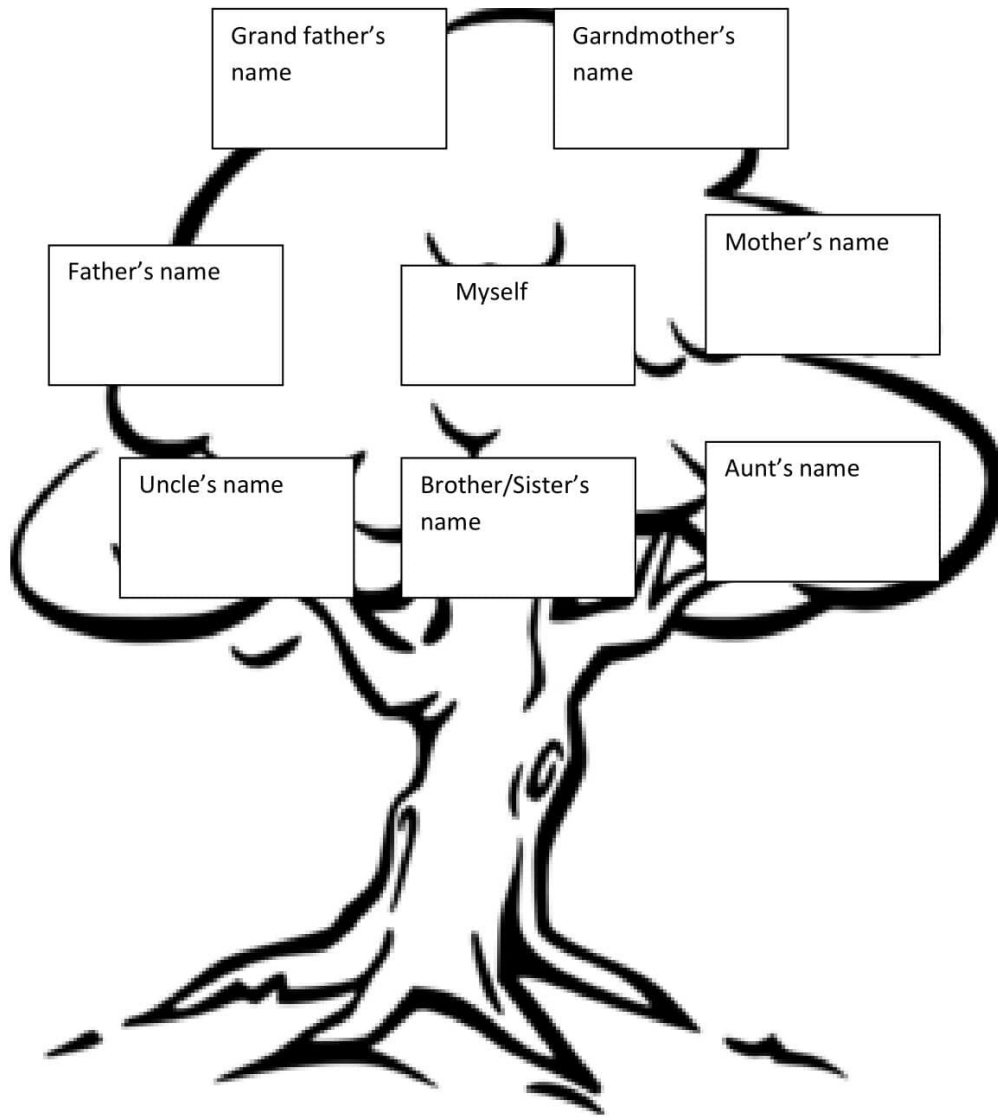 Grand father’s
name
Garndmother’s
name
Father’s name
Myself
Mother’s name
Uncle’s name
Brother/Sister’s
name
Aunt’s name